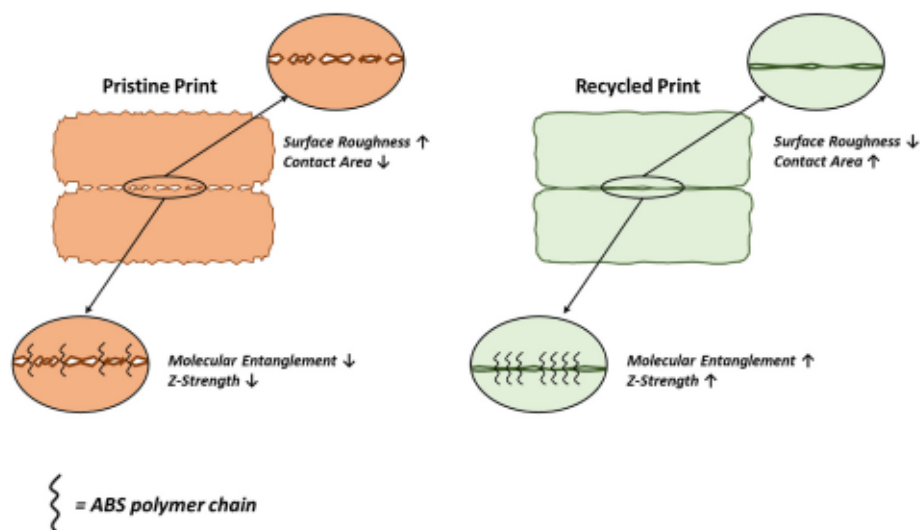 Pristine Print
Surface Roughness ↑
Contact Area ↓
Molecular Entanglement ↓
Z-Strength ↓
Recycled Print
Surface Roughness ↓
Contact Area ↑
Molecular Entanglement ↑
Z-Strength ↑
= ABS polymer chain